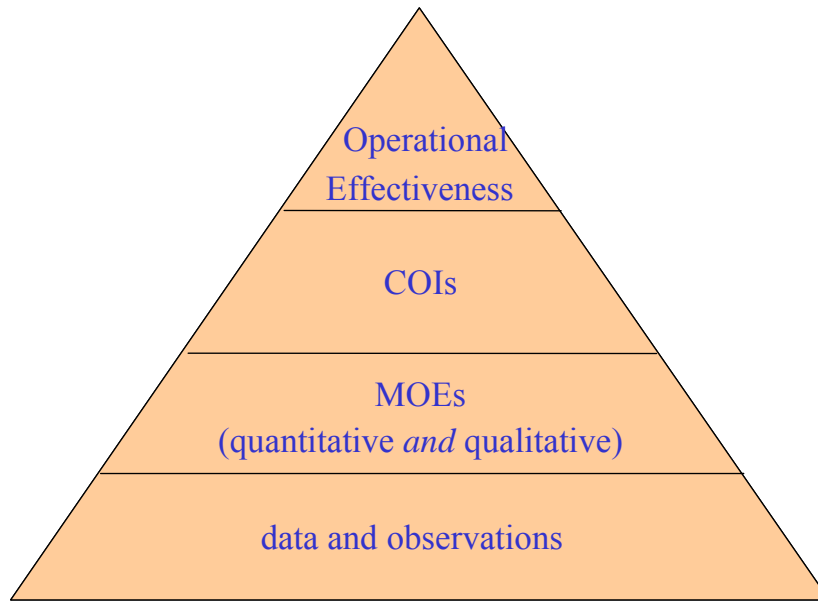 Operational
Effectiveness
COIs
MOEs
(quantitative and qualitative)
data and observations